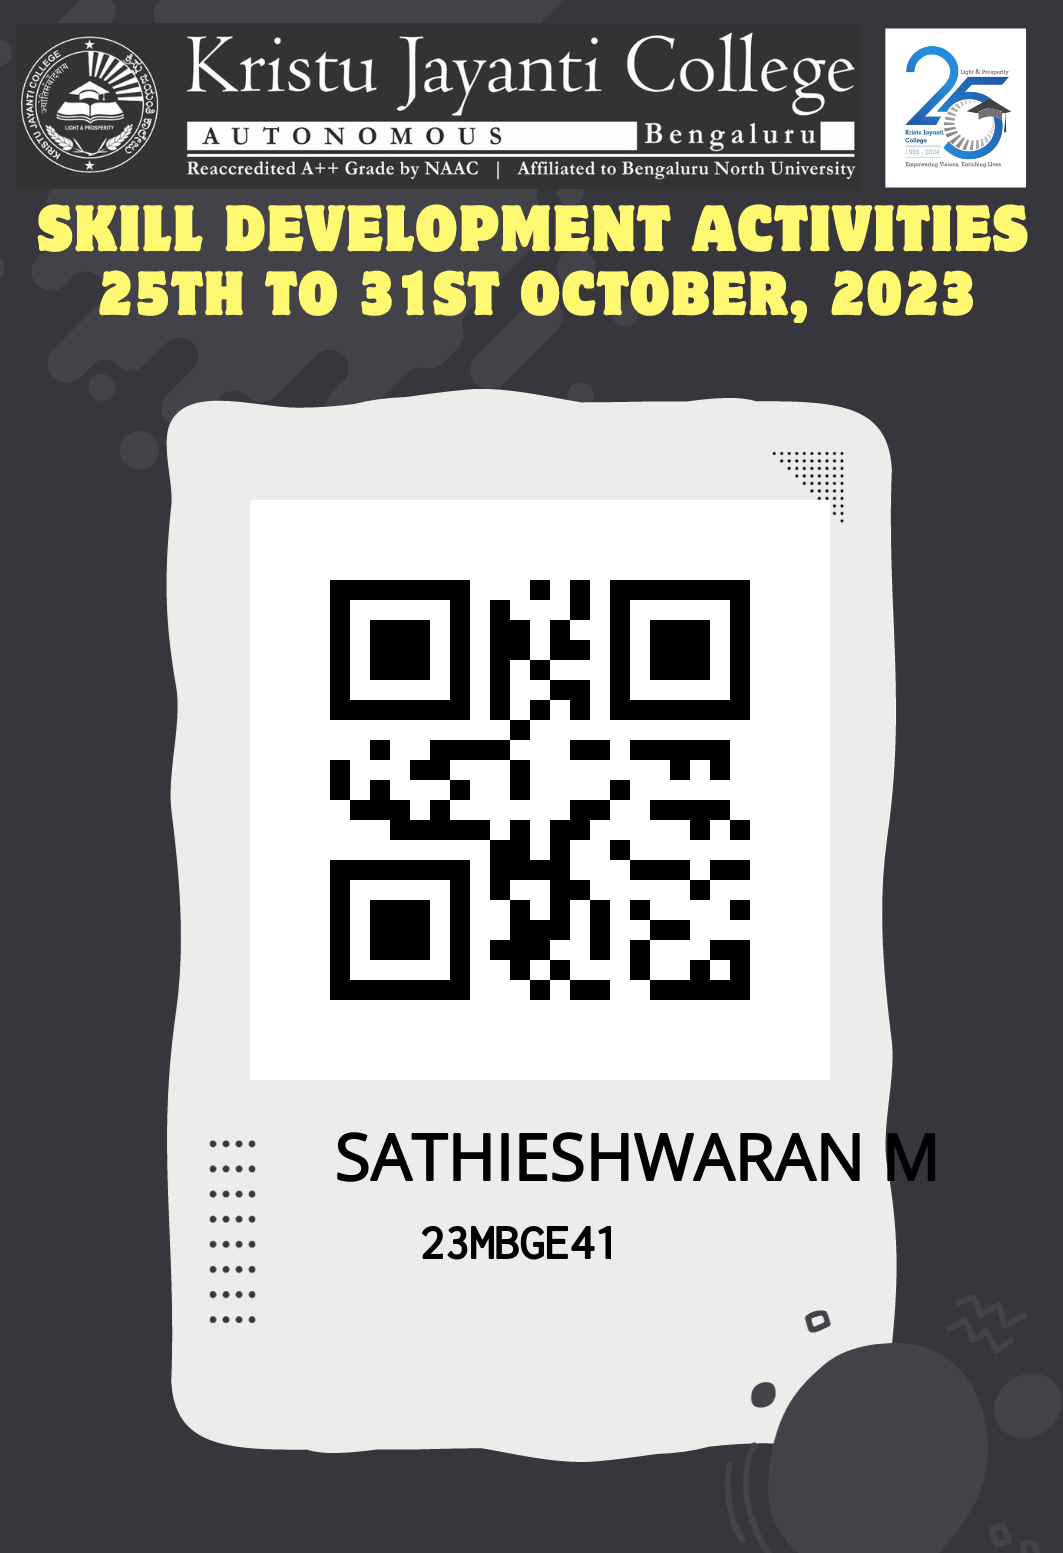 Kristu Jayanti College
AUTONOMOUS Bengaluru
Reaccredited A++ Grade by NAAC | Affiliated to Bengaluru North University
KRISTU JAYANTI COLLEGE
LIGHT & PROSPERITY
25
Light & Prosperity
Kristu Jayanti
College
1999 - 2024
Empowering Visions, Enriching Lives
SKILL DEVELOPMENT ACTIVITIES
25TH TO 31ST OCTOBER, 2023
SATHIESHWARAN M
23MBGE41